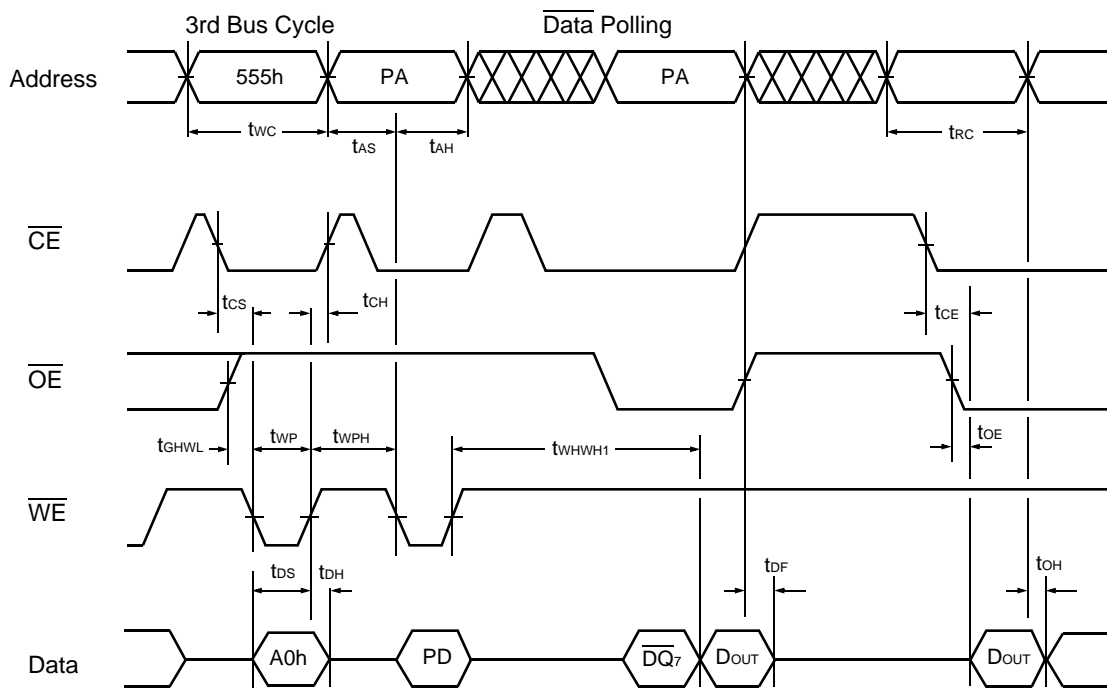 3rd Bus Cycle Data Polling
Address 555h PA PA
tWC tAS tAH tRC
CE
tCS tCH tCE
OE
tGHWL tWP tWPH tWHWH1 tOE
WE
tDS tDH tDF tOH
Data A0h PD DQ7 DOUT DOUT